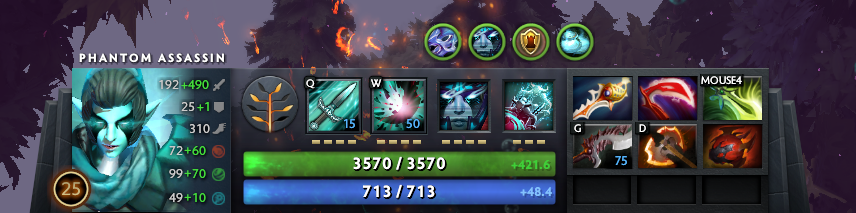 PHANTOM ASSASSIN
192+490
25+1
310
72+60
99+70
49+10
25
Q
15
W
50
3570 / 3570
+421.6
713 / 713
+48.4
MOUSE4
G
75
D